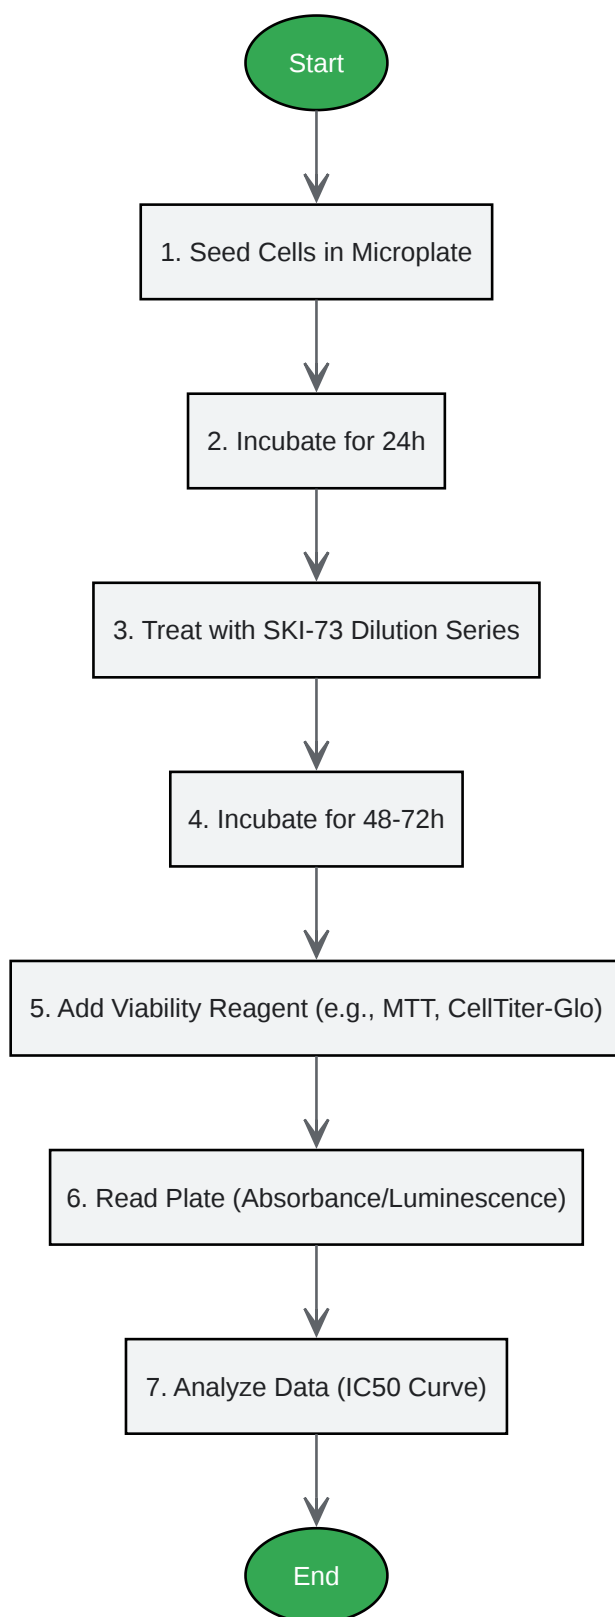 Start
1. Seed Cells in Microplate
2. Incubate for 24h
3. Treat with SKI-73 Dilution Series
4. Incubate for 48-72h
5. Add Viability Reagent (e.g., MTT, CellTiter-Glo)
6. Read Plate (Absorbance/Luminescence)
7. Analyze Data (IC50 Curve)
End